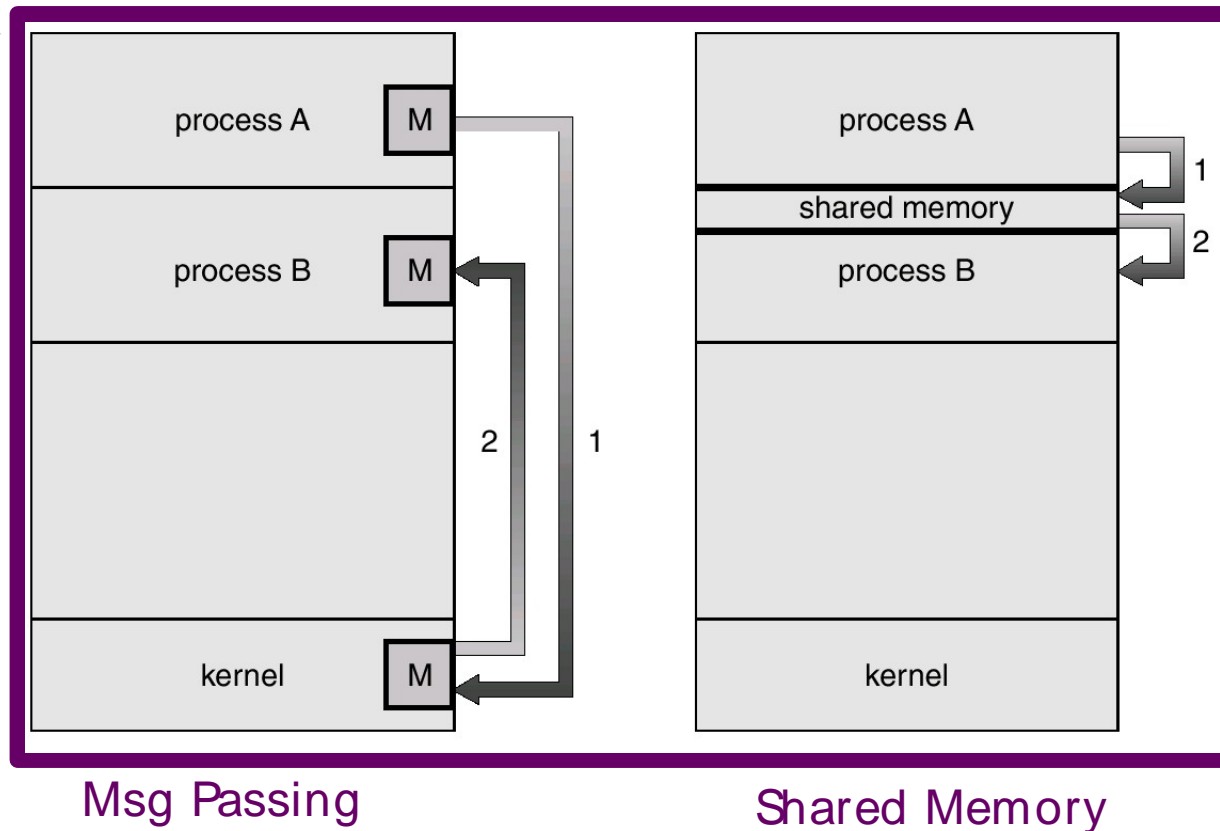 process A
M
process B
M
2
1
kernel
M
Msg Passing
process A
1
shared memory
2
process B
kernel
Shared Memory